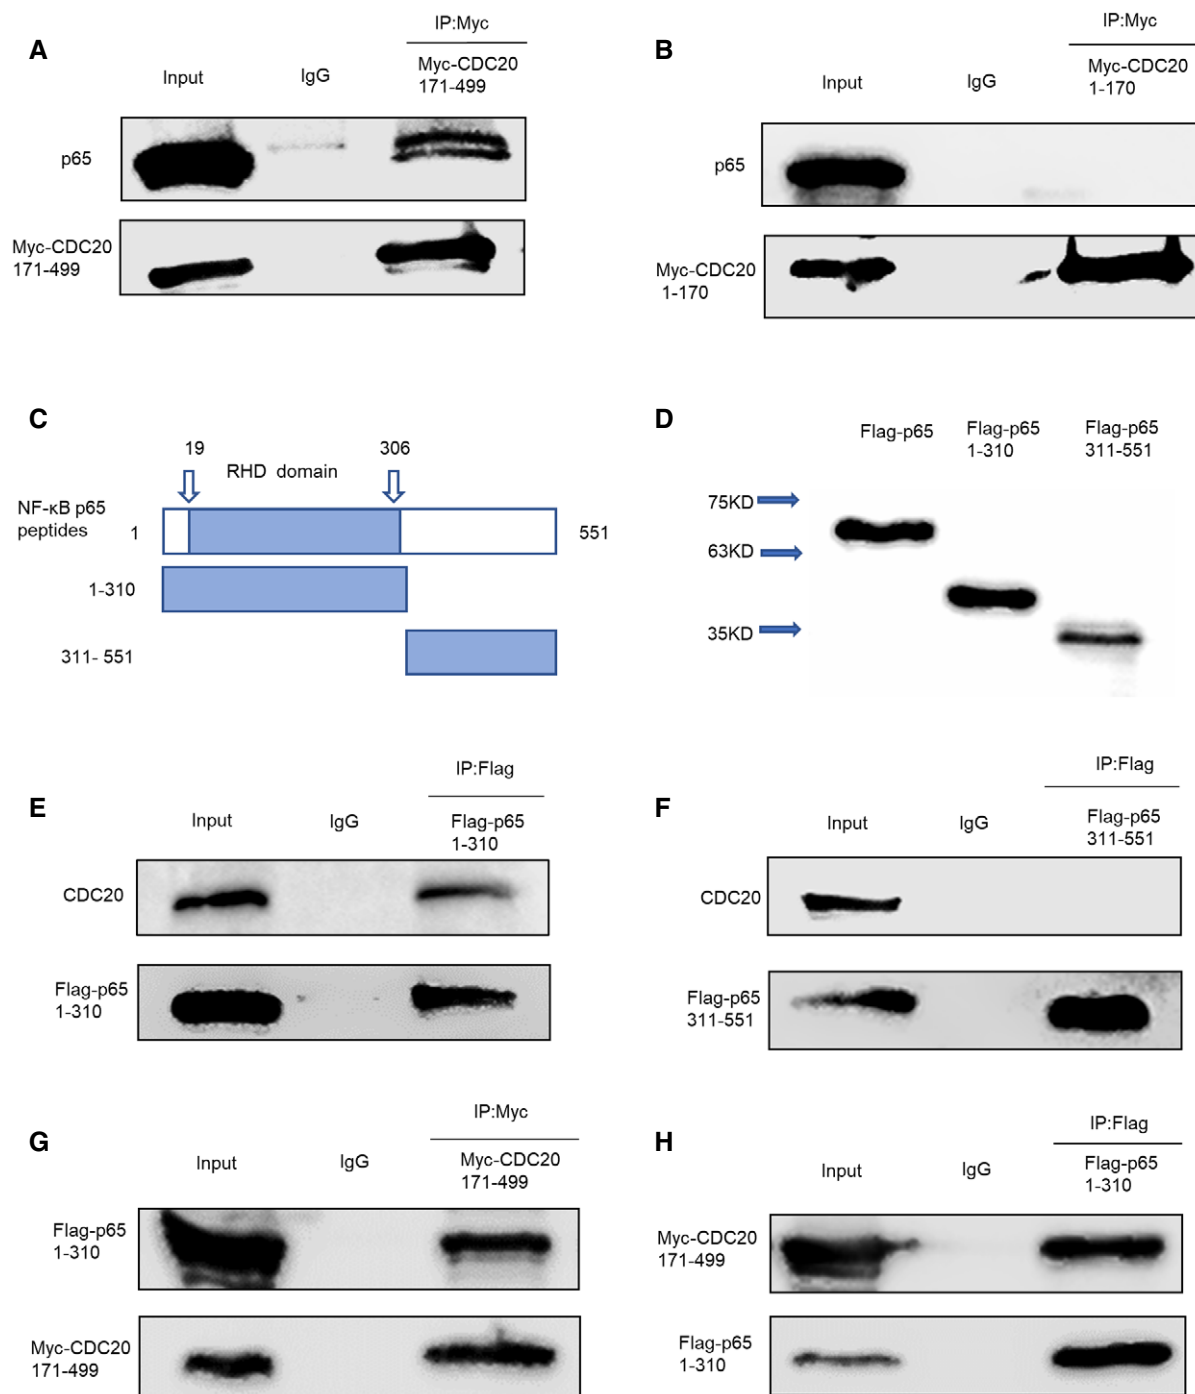 A
IP:Myc
Input
IgG
Myc-CDC20
171-499
p65
Myc-CDC20
171-499
B
IP:Myc
Input
IgG
Myc-CDC20
1-170
p65
Myc-CDC20
1-170
C
19
306
RHD domain
NF-κB p65
peptides
1
551
1-310
311- 551
D
Flag-p65
Flag-p65
1-310
Flag-p65
311-551
75KD
63KD
35KD
E
IP:Flag
Input
IgG
Flag-p65
1-310
CDC20
Flag-p65
1-310
F
IP:Flag
Input
IgG
Flag-p65
311-551
CDC20
Flag-p65
311-551
G
IP:Myc
Input
IgG
Myc-CDC20
171-499
Flag-p65
1-310
Myc-CDC20
171-499
H
IP:Flag
Input
IgG
Flag-p65
1-310
Myc-CDC20
171-499
Flag-p65
1-310